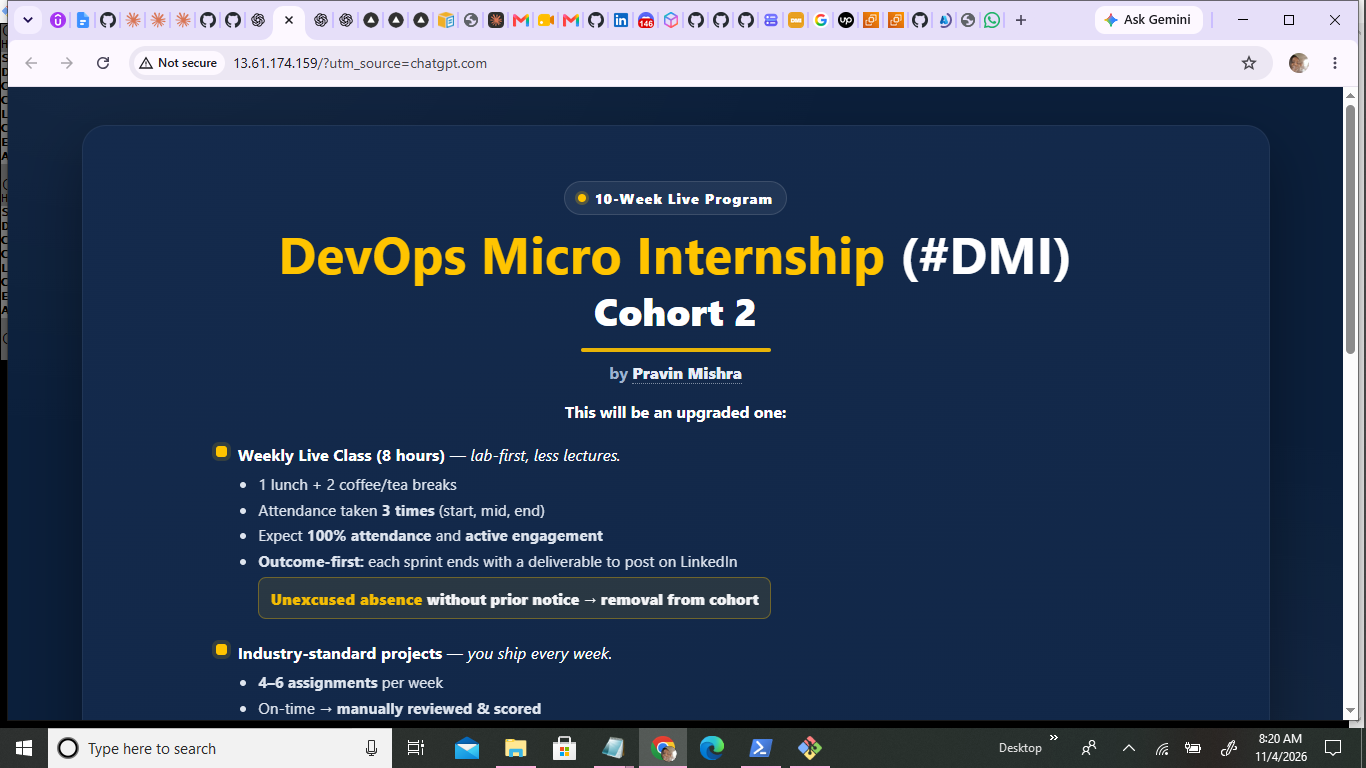 146
DMI
up
Ask Gemini
Not secure
13.61.174.159/?utm_source=chatgpt.com
10-Week Live Program
DevOps Micro Internship (#DMI)
Cohort 2
by Pravin Mishra
This will be an upgraded one:
Weekly Live Class (8 hours) — lab-first, less lectures.
1 lunch + 2 coffee/tea breaks
Attendance taken 3 times (start, mid, end)
Expect 100% attendance and active engagement
Outcome-first: each sprint ends with a deliverable to post on LinkedIn
Unexcused absence without prior notice → removal from cohort
Industry-standard projects — you ship every week.
4–6 assignments per week
On-time → manually reviewed & scored
Type here to search
Desktop
8:20 AM
11/4/2026